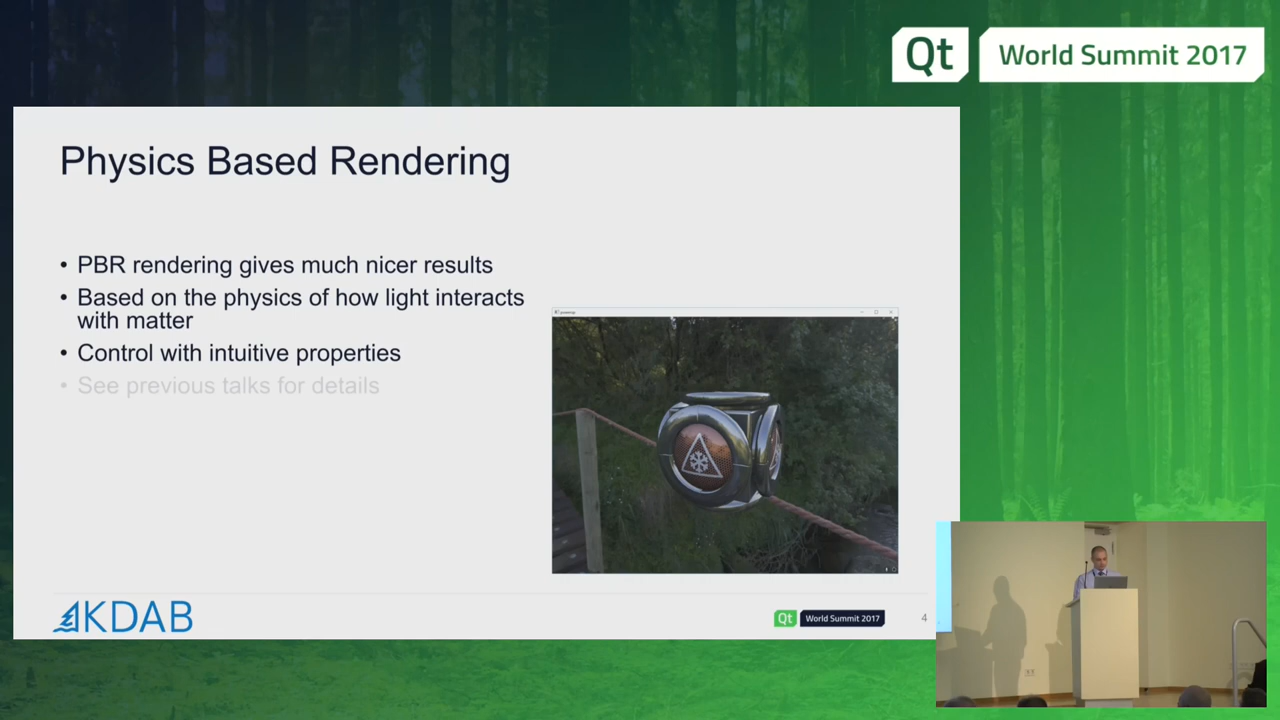 Qt World Summit 2017
Physics Based Rendering
• PBR rendering gives much nicer results
• Based on the physics of how light interacts
with matter
• Control with intuitive properties
• See previous talks for details
KDAB
Qt World Summit 2017
4